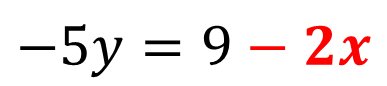 −5y = 9 − 2x